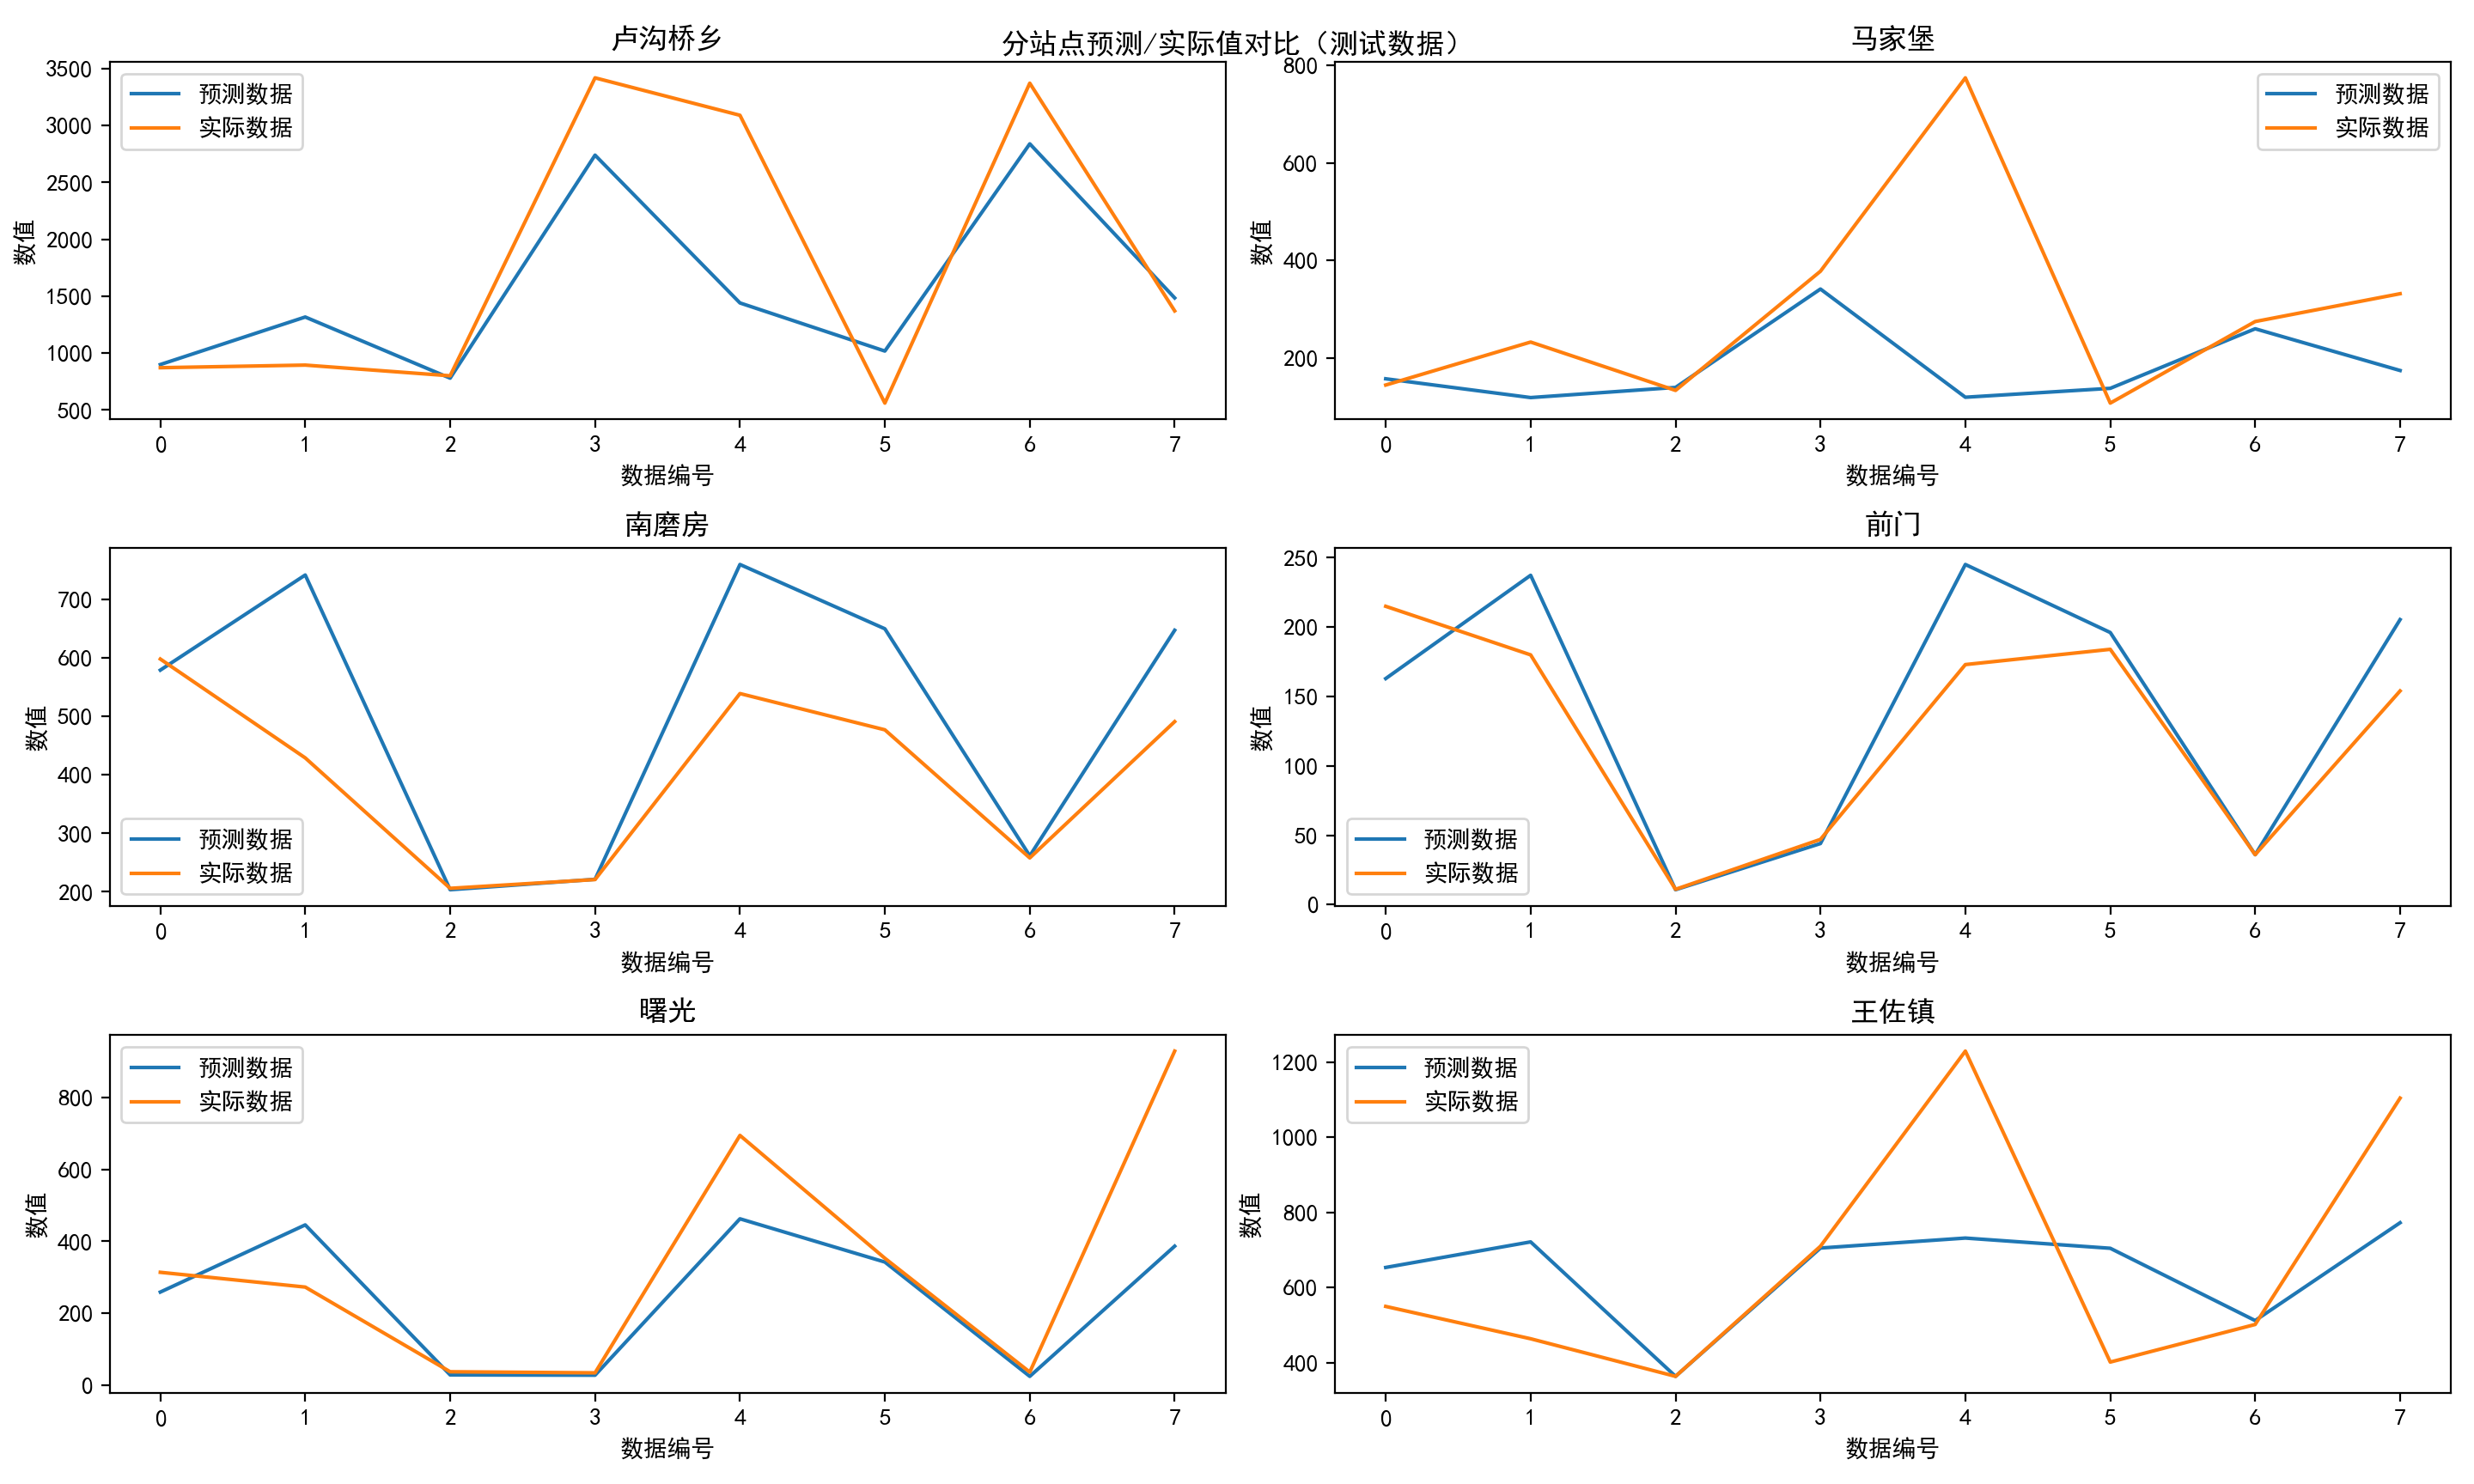 分站点预测/实际值对比（测试数据）
卢沟桥乡
3500
3000
2500
2000
1500
1000
500
数值
预测数据
实际数据
0 1 2 3 4 5 6 7
数据编号
马家堡
800
600
400
200
数值
预测数据
实际数据
0 1 2 3 4 5 6 7
数据编号
南磨房
700
600
500
400
300
200
数值
预测数据
实际数据
0 1 2 3 4 5 6 7
数据编号
前门
250
200
150
100
50
0
数值
预测数据
实际数据
0 1 2 3 4 5 6 7
数据编号
曙光
800
600
400
200
0
数值
预测数据
实际数据
0 1 2 3 4 5 6 7
数据编号
王佐镇
1200
1000
800
600
400
数值
预测数据
实际数据
0 1 2 3 4 5 6 7
数据编号